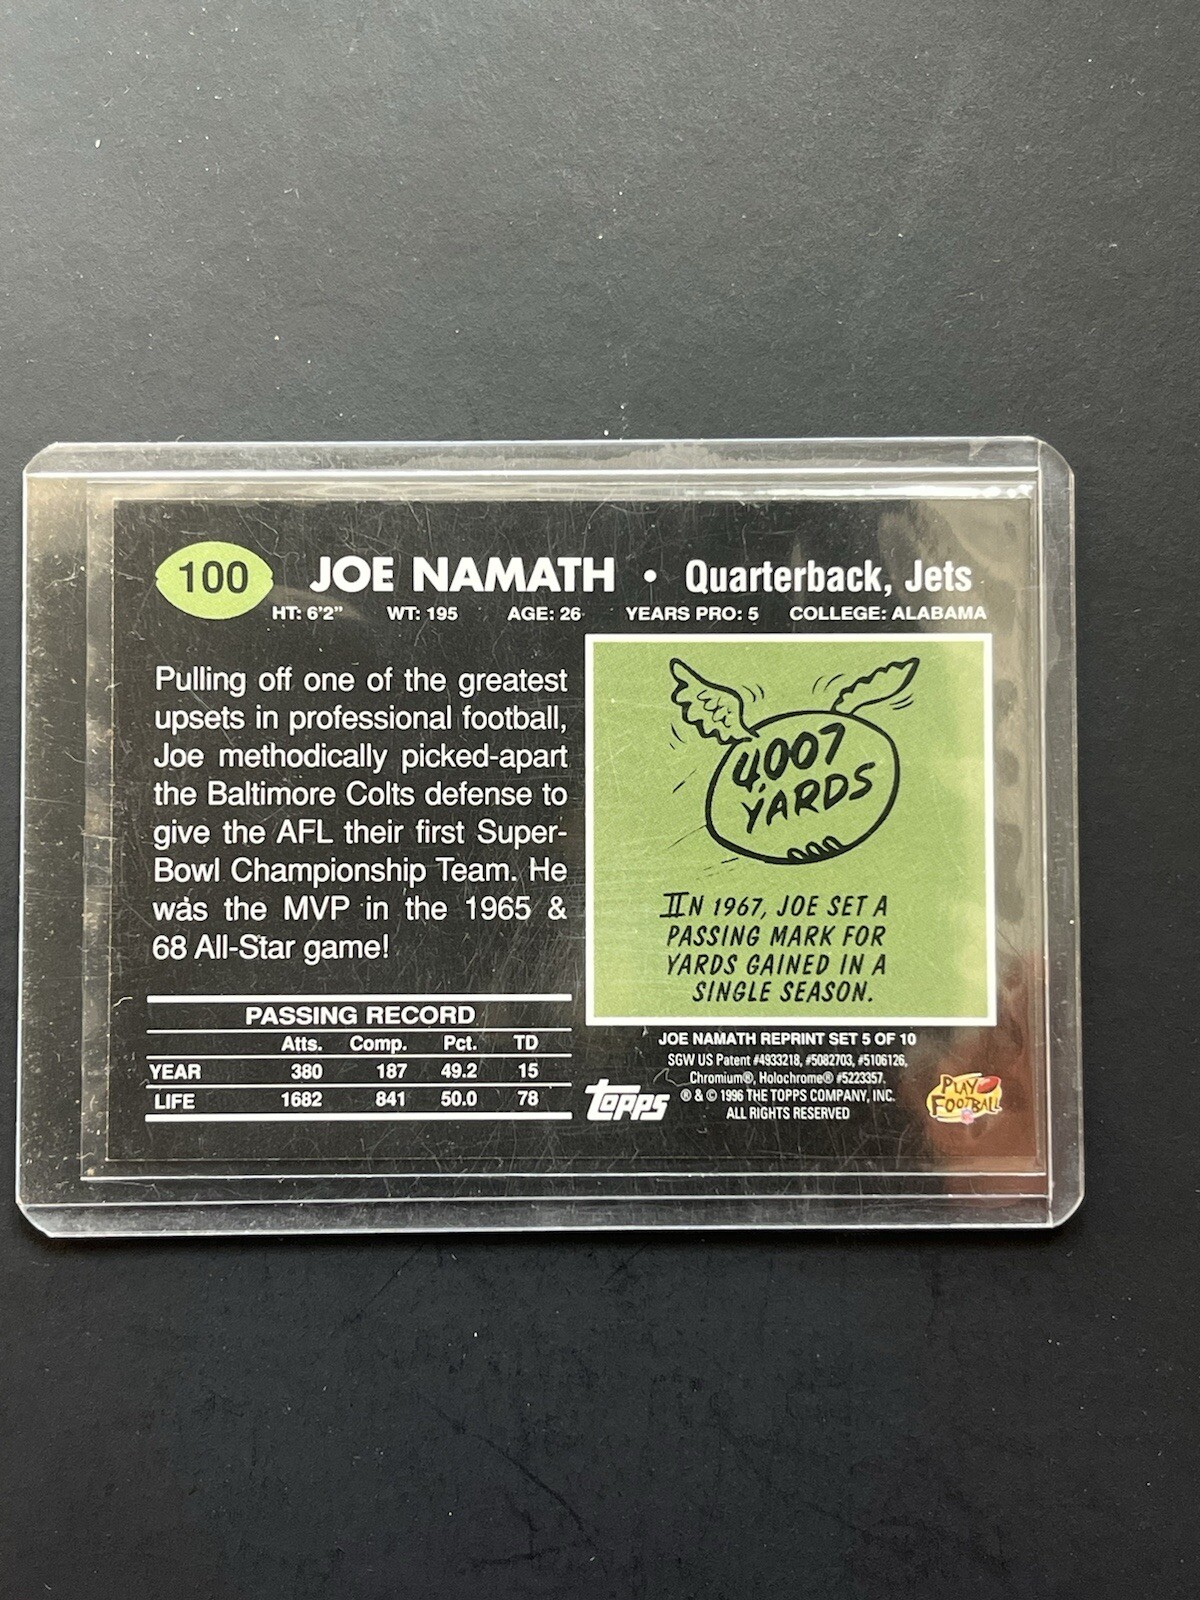 100 JOE NAMATH • Quarterback, Jets
HT: 6'2" WT: 195 AGE: 26 YEARS PRO: 5 COLLEGE: ALABAMA
Pulling off one of the greatest
upsets in professional football,
Joe methodically picked-apart
the Baltimore Colts defense to
give the AFL their first Super-
Bowl Championship Team. He
was the MVP in the 1965 &
68 All-Star game!
4,007
YARDS
IN 1967, JOE SET A
PASSING MARK FOR
YARDS GAINED IN A
SINGLE SEASON.
PASSING RECORD
Atts. Comp. Pct. TD
YEAR 380 187 49.2 15
LIFE 1682 841 50.0 78
JOE NAMATH REPRINT SET 5 OF 10
SGW US Patent #4933218, #5082703, #5106126,
Chromium®, Holochrome® #5223357.
® & © 1996 THE TOPPS COMPANY, INC.
ALL RIGHTS RESERVED
topps
PLAY
FOOTBALL